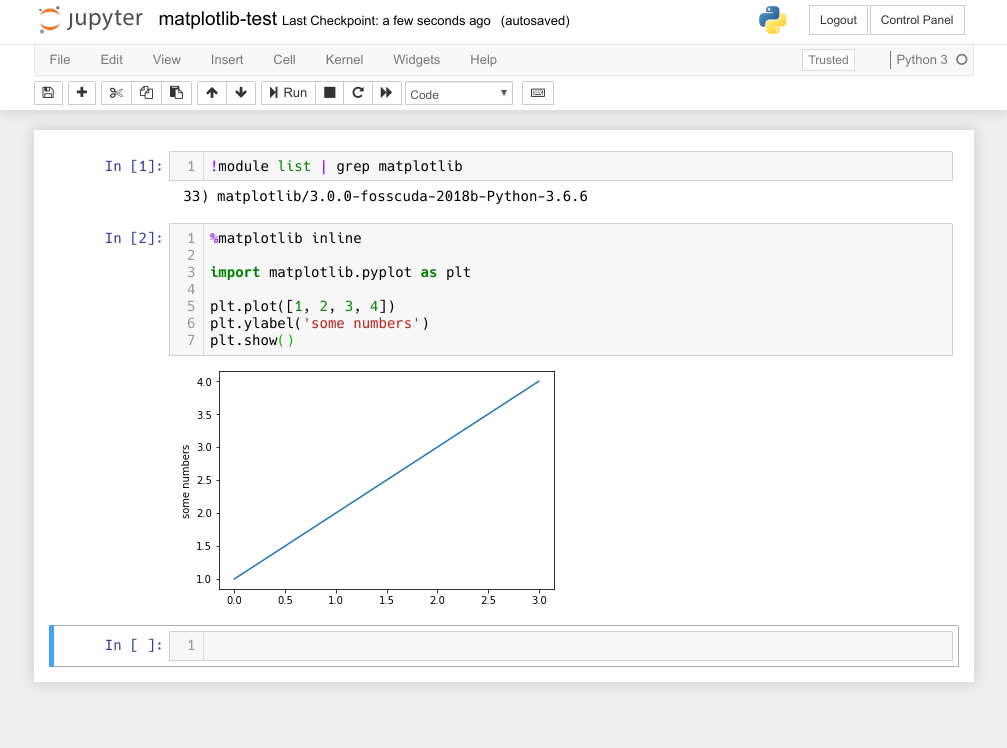 jupyter matplotlib-test Last Checkpoint: a few seconds ago (autosaved) Logout Control Panel
File Edit View Insert Cell Kernel Widgets Help Trusted Python 3
Run Code
In [1]: 1 !module list | grep matplotlib
33) matplotlib/3.0.0-fosscuda-2018b-Python-3.6.6
In [2]: 1 %matplotlib inline
2
3 import matplotlib.pyplot as plt
4
5 plt.plot([1, 2, 3, 4])
6 plt.ylabel('some numbers')
7 plt.show()
4.0
3.5
3.0
2.5
2.0
1.5
1.0
some numbers
0.0 0.5 1.0 1.5 2.0 2.5 3.0
In [ ]: 1